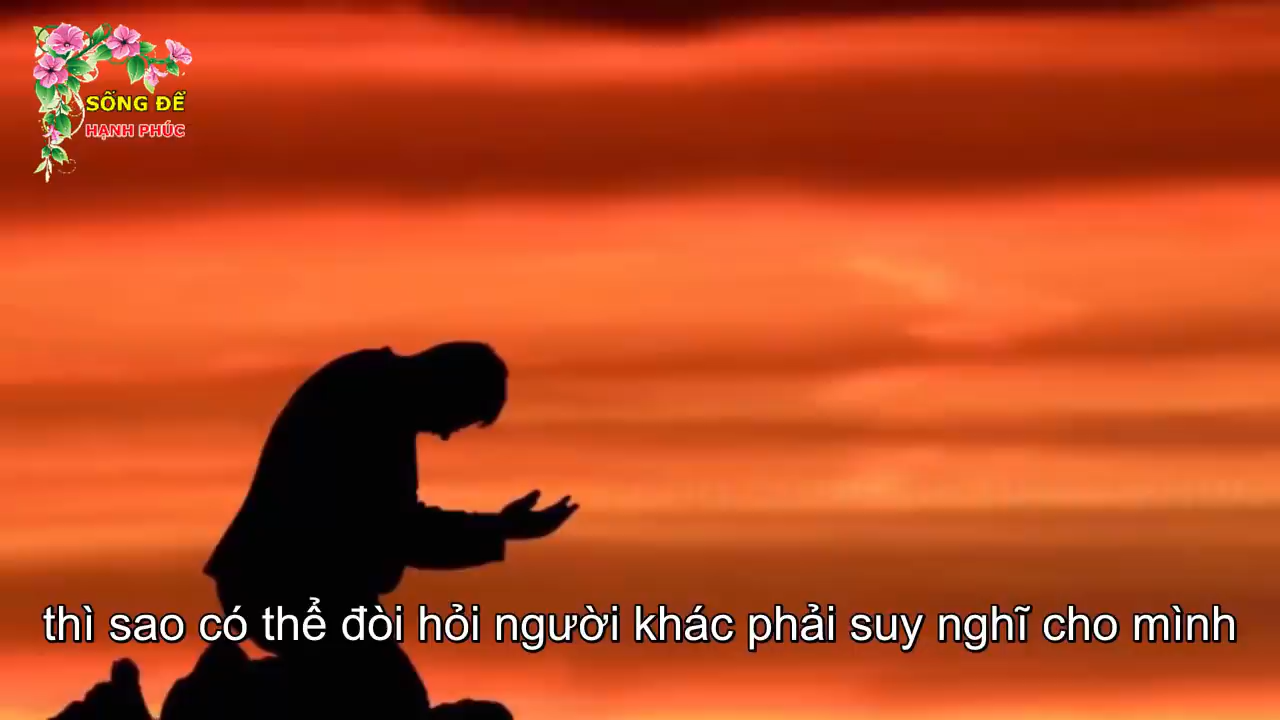 SỐNG ĐỂ
HẠNH PHÚC
thì sao có thể đòi hỏi người khác phải suy nghĩ cho mình